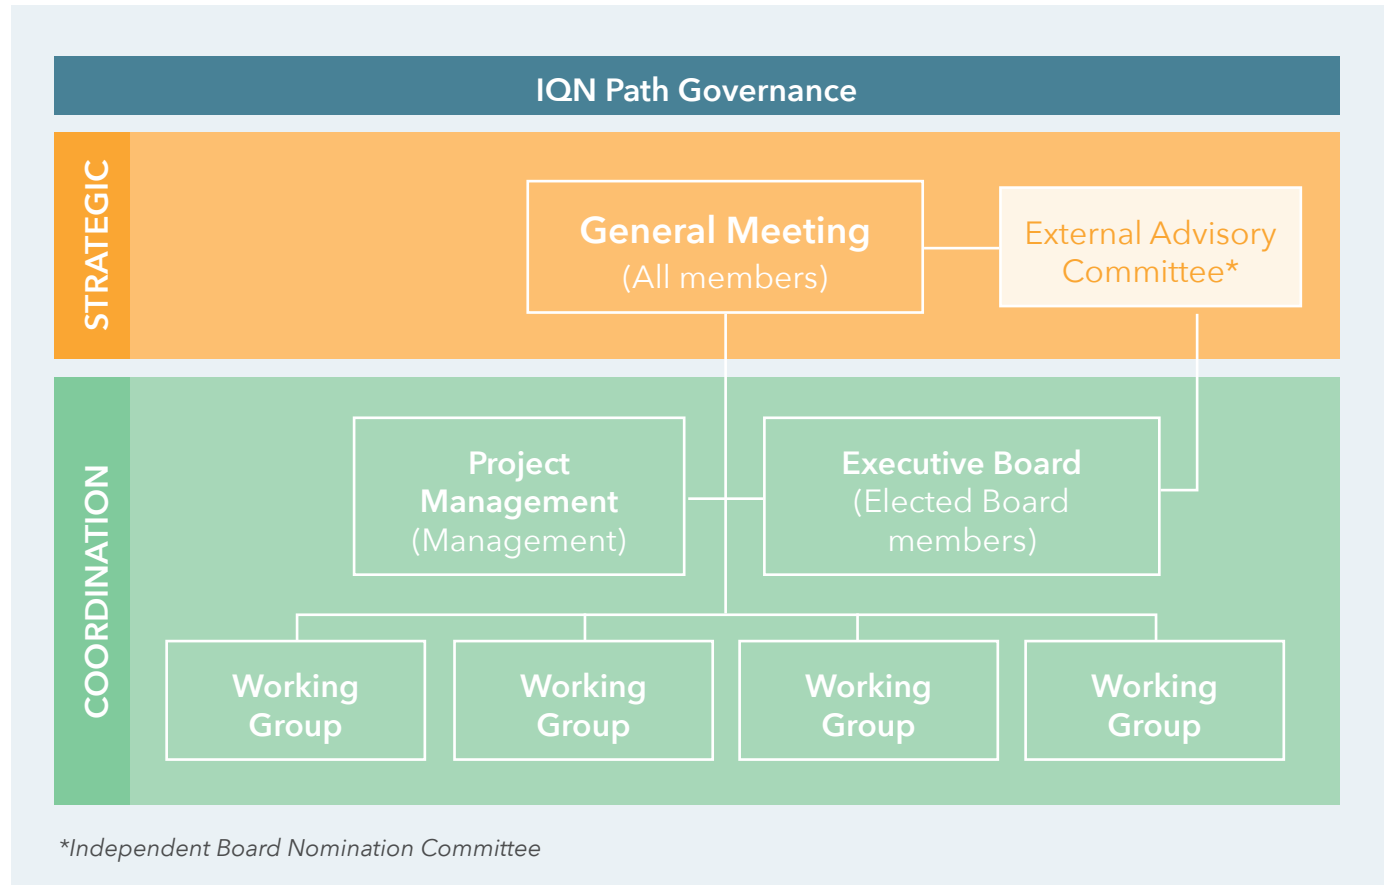 IQN Path Governance
STRATEGIC
General Meeting
(All members)
External Advisory
Committee*
COORDINATION
Project
Management
(Management)
Executive Board
(Elected Board
members)
Working
Group
Working
Group
Working
Group
Working
Group
*Independent Board Nomination Committee